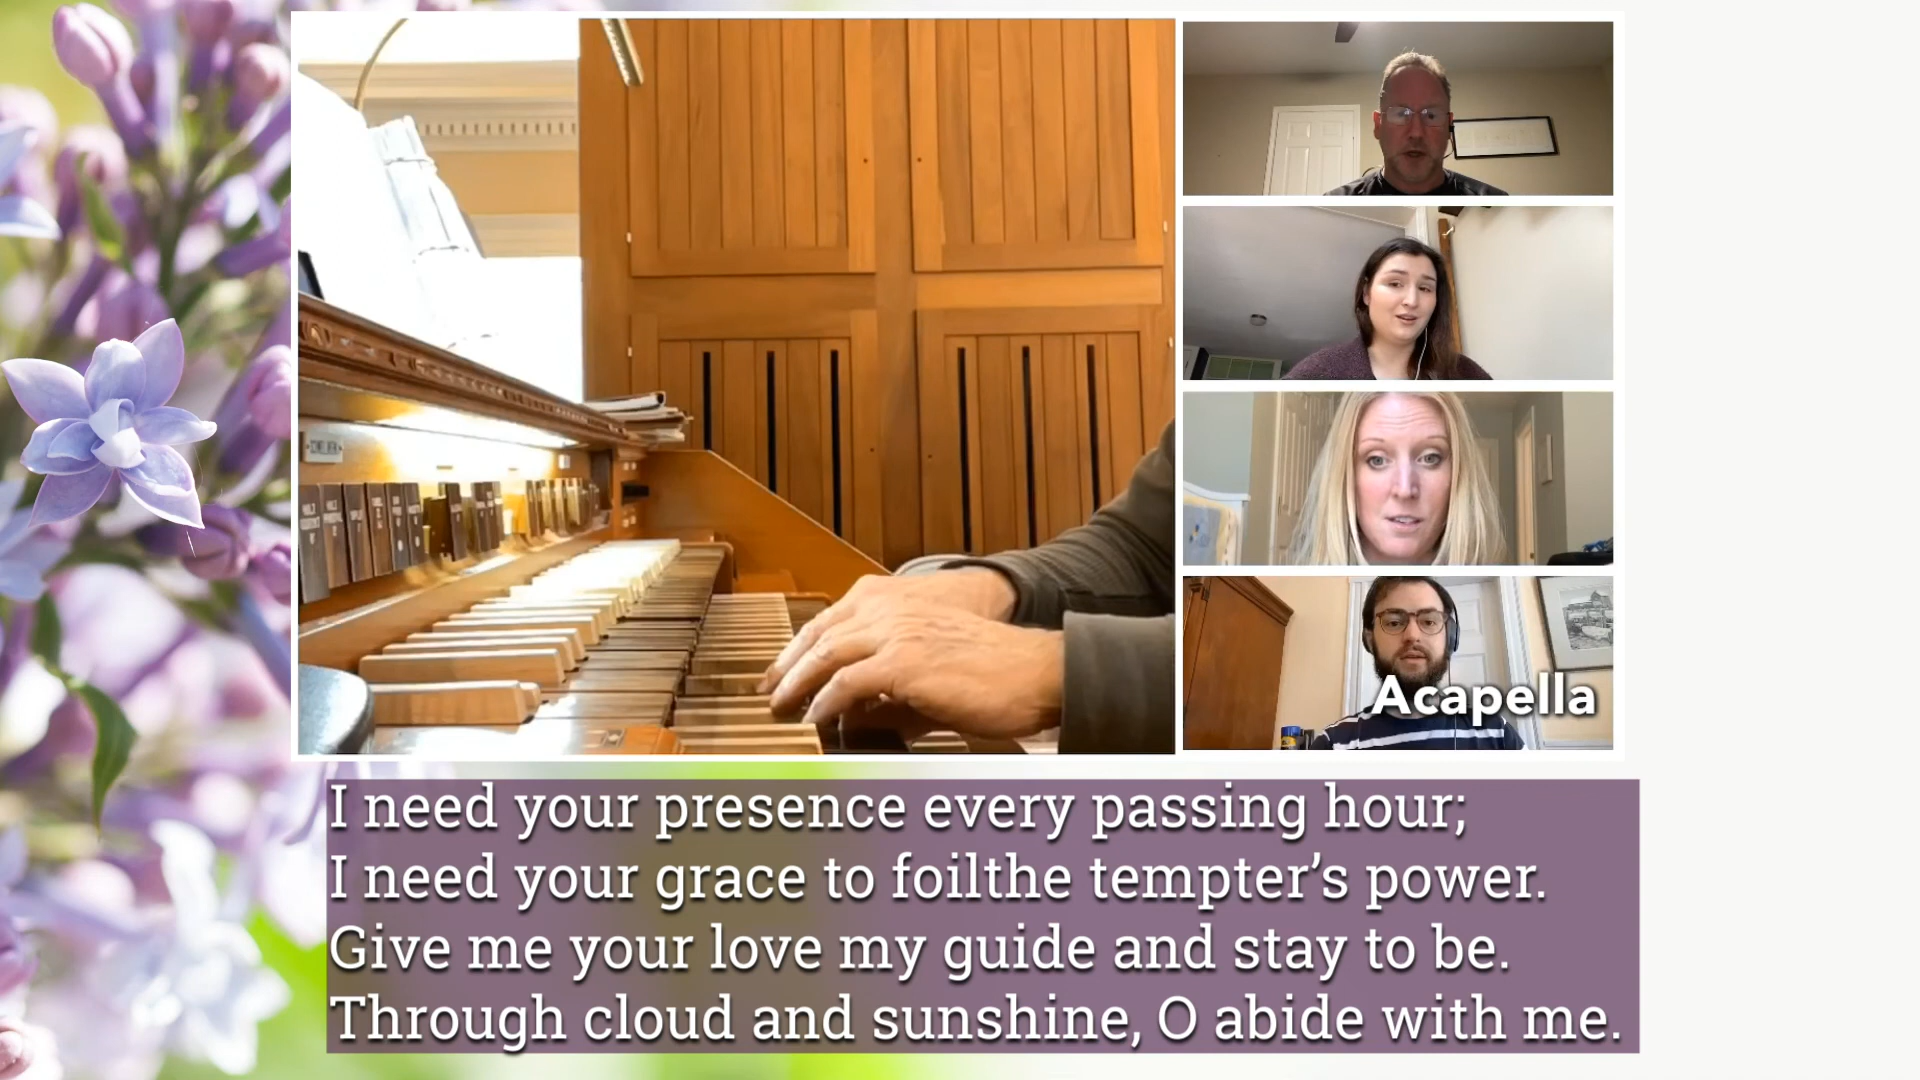 Acapella
I need your presence every passing hour;
I need your grace to foilthe tempter’s power.
Give me your love my guide and stay to be.
Through cloud and sunshine, O abide with me.